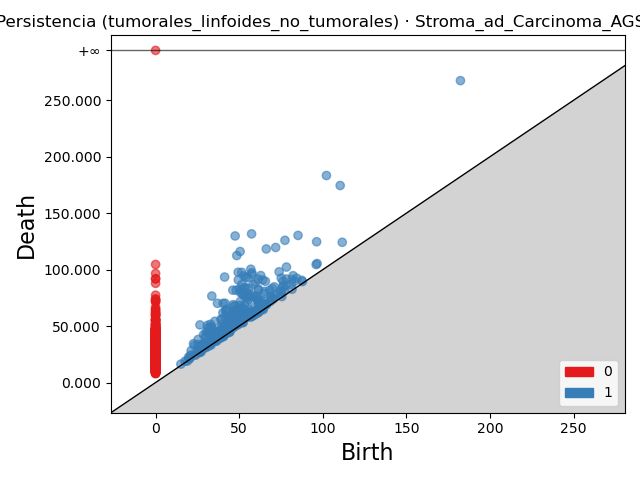 Persistencia (tumorales_linfoides_no_tumorales) · Stroma_ad_Carcinoma_AGS
+∞
250.000
200.000
150.000
100.000
50.000
0.000
Death
0
1
0 50 100 150 200 250
Birth